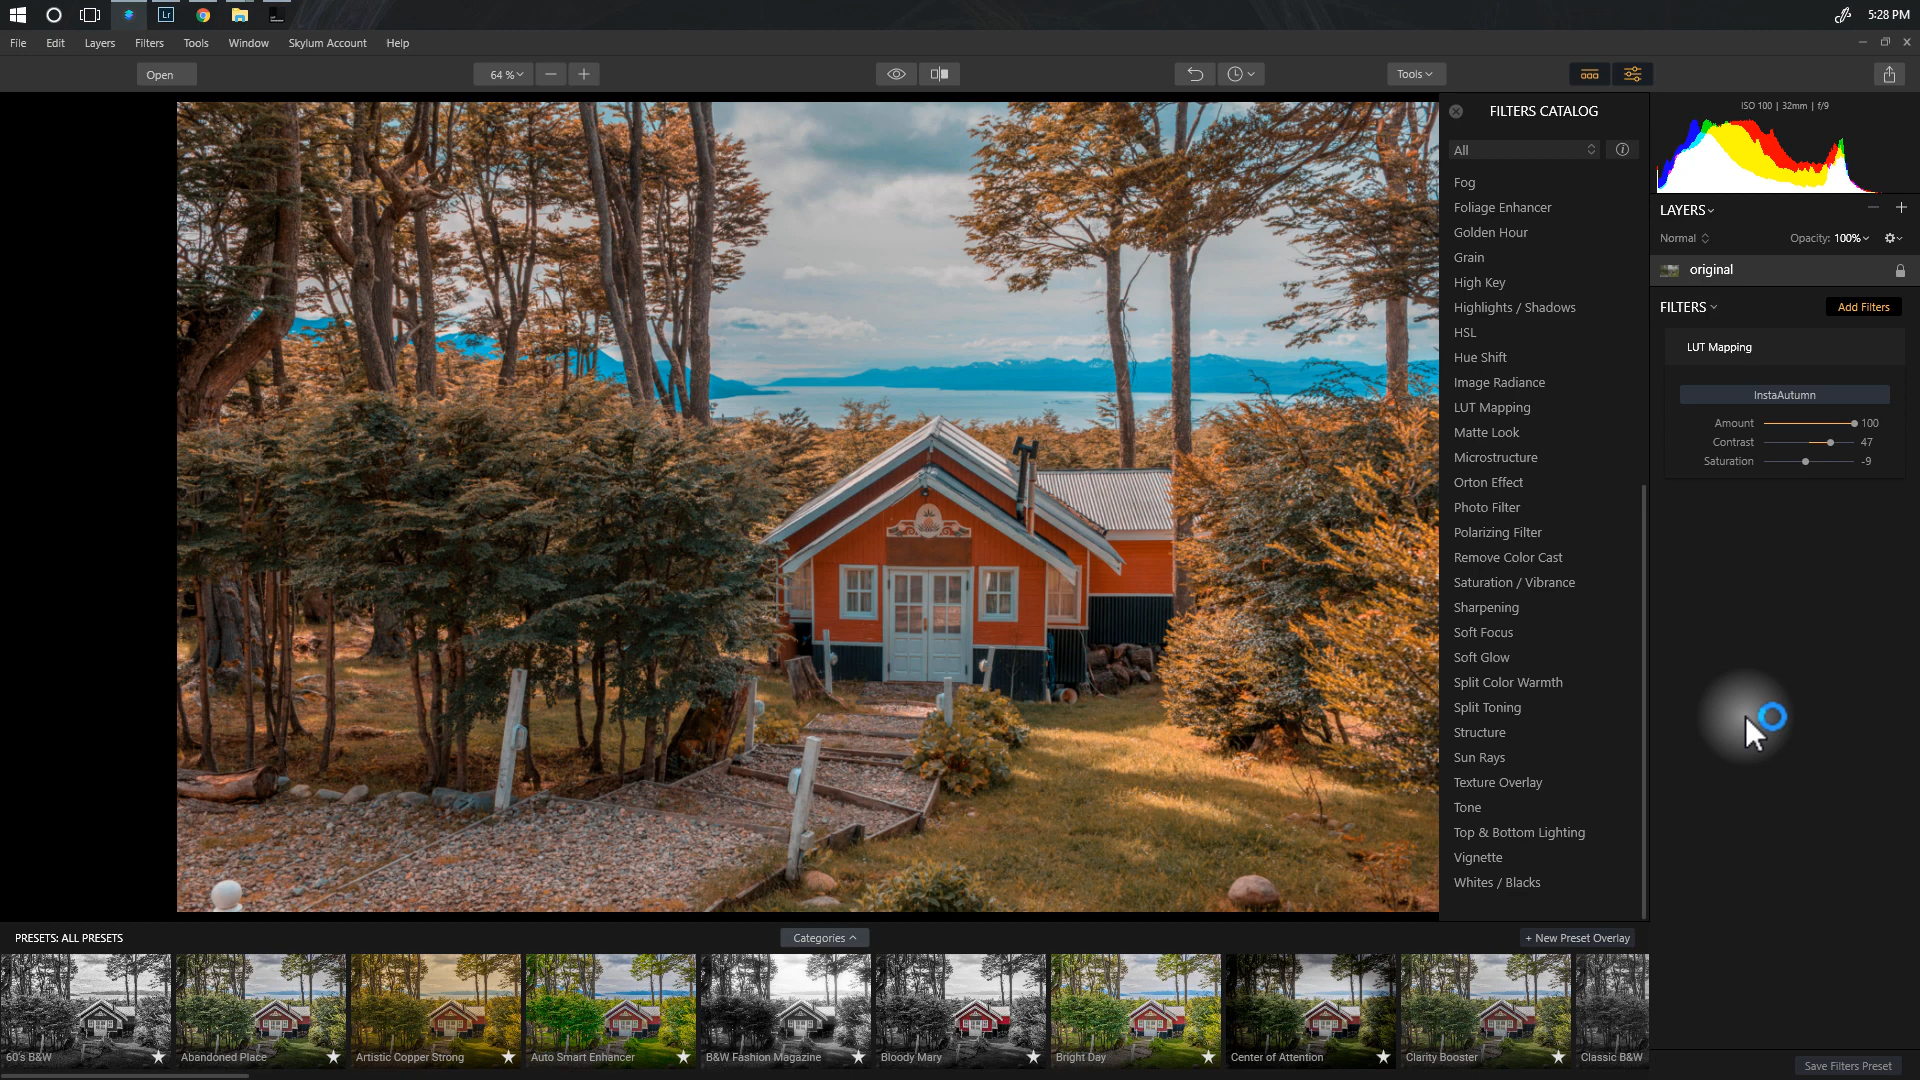 Lr
5:28 PM
File Edit Layers Filters Tools Window Skylum Account Help
Open 64 % Tools
FILTERS CATALOG
All
Fog
Foliage Enhancer
Golden Hour
Grain
High Key
Highlights / Shadows
HSL
Hue Shift
Image Radiance
LUT Mapping
Matte Look
Microstructure
Orton Effect
Photo Filter
Polarizing Filter
Remove Color Cast
Saturation / Vibrance
Sharpening
Soft Focus
Soft Glow
Split Color Warmth
Split Toning
Structure
Sun Rays
Texture Overlay
Tone
Top & Bottom Lighting
Vignette
Whites / Blacks
ISO 100 | 32mm | f/9
LAYERS
Normal Opacity: 100%
original
FILTERS Add Filters
LUT Mapping
InstaAutumn
Amount 100
Contrast 47
Saturation -9
PRESETS: ALL PRESETS Categories + New Preset Overlay
60's B&W Abandoned Place Artistic Copper Strong Auto Smart Enhancer B&W Fashion Magazine Bloody Mary Bright Day Center of Attention Clarity Booster Classic B&W
Save Filters Preset